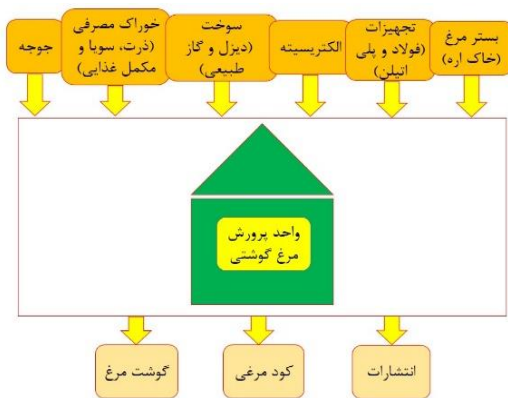 بستر مرغ
(خاک اره)
تجهیزات
(فولاد و پلی
اتیلن)
الکتریسیته
سوخت
(دیزل و گاز
طبیعی)
خوراک مصرفی
(ذرت، سویا و
مکمل غذایی)
جوجه
واحد پرورش
مرغ گوشتی
انتشارات
کود مرغی
گوشت مرغ